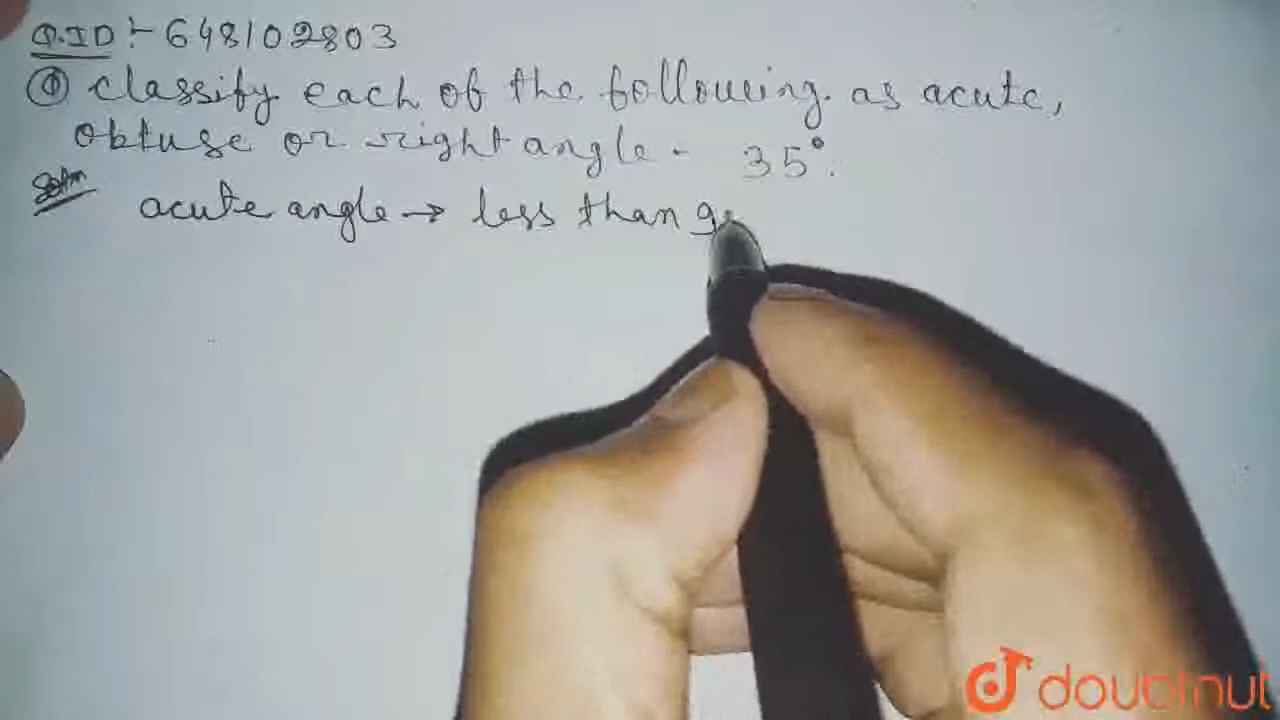 Q.ID :- 648102803
Q classify each of the following as acute,
obtuse or right angle - 35°.
Soln
acute angle → less than 9
doubtnut